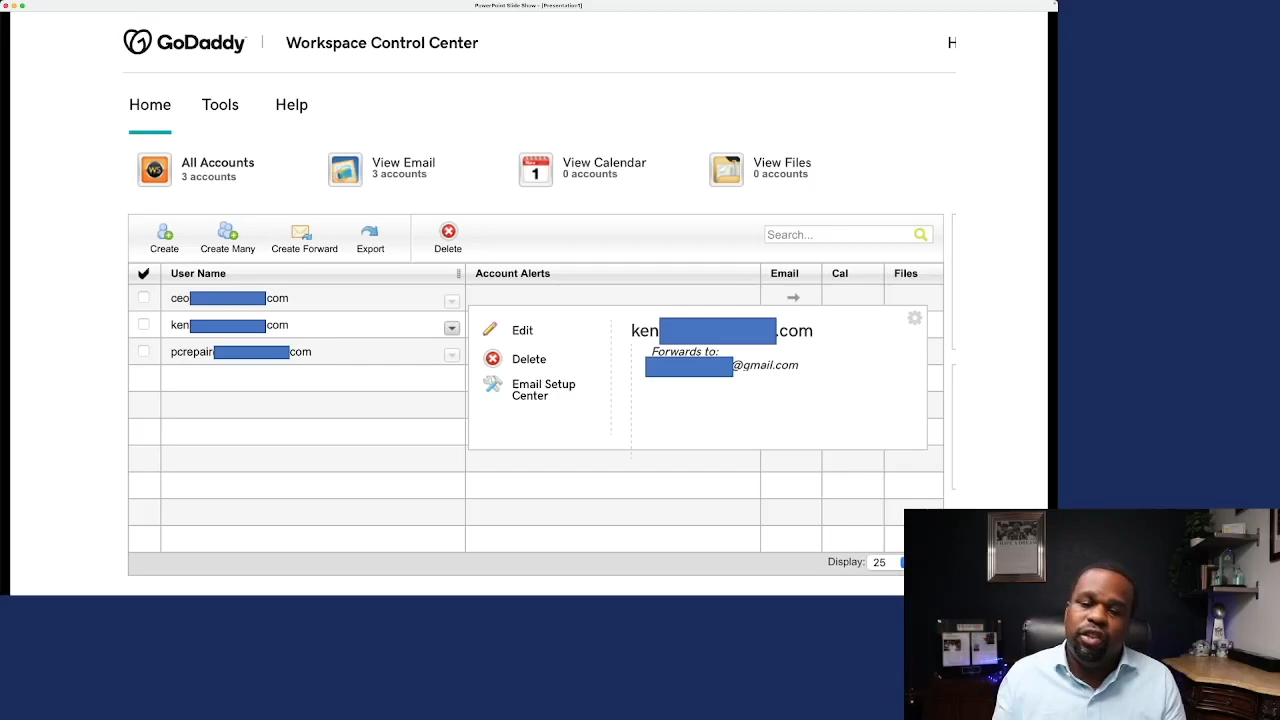 PowerPoint Slide Show - [Presentation1]
GoDaddy Workspace Control Center H
Home Tools Help
All Accounts
3 accounts
View Email
3 accounts
View Calendar
0 accounts
View Files
0 accounts
Create Create Many Create Forward Export Delete Search...
User Name Account Alerts Email Cal Files
ceo com
ken com
pcrepair com
Edit
Delete
Email Setup
Center
ken .com
Forwards to:
@gmail.com
Display: 25
I HAVE A DREAM